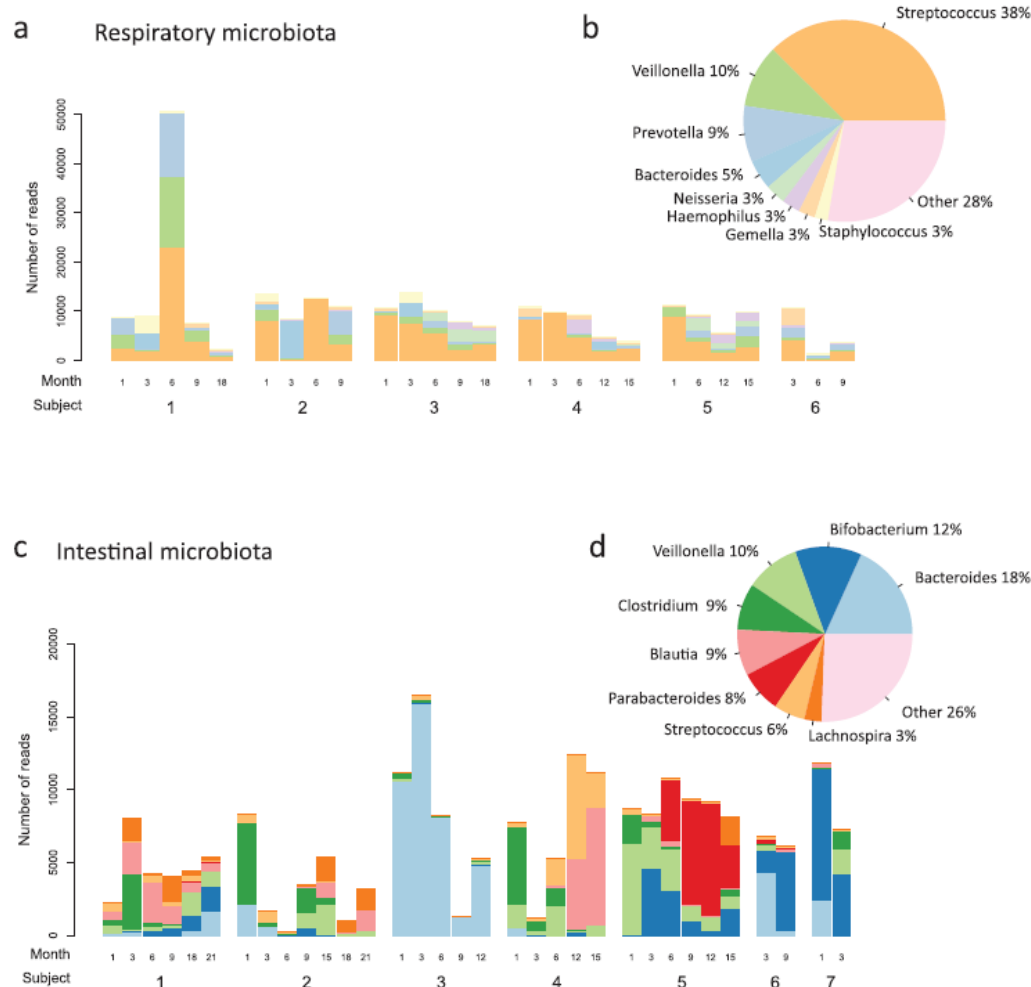 a Respiratory microbiota
Number of reads
50000
40000
30000
20000
10000
0
Month 1 3 6 9 18 1 3 6 9 1 3 6 9 18 1 3 6 12 15 1 6 12 15 3 6 9
Subject 1 2 3 4 5 6
b
Streptococcus 38%
Veillonella 10%
Prevotella 9%
Bacteroides 5%
Neisseria 3%
Haemophilus 3%
Gemella 3%
Staphylococcus 3%
Other 28%
c Intestinal microbiota
Number of reads
20000
15000
10000
5000
0
Month 1 3 6 9 18 21 1 3 6 9 15 18 21 1 3 6 9 12 1 3 6 12 15 1 3 6 9 12 15 3 9 1 3
Subject 1 2 3 4 5 6 7
d
Bifobacterium 12%
Veillonella 10%
Bacteroides 18%
Clostridium 9%
Blautia 9%
Parabacteroides 8%
Streptococcus 6%
Lachnospira 3%
Other 26%